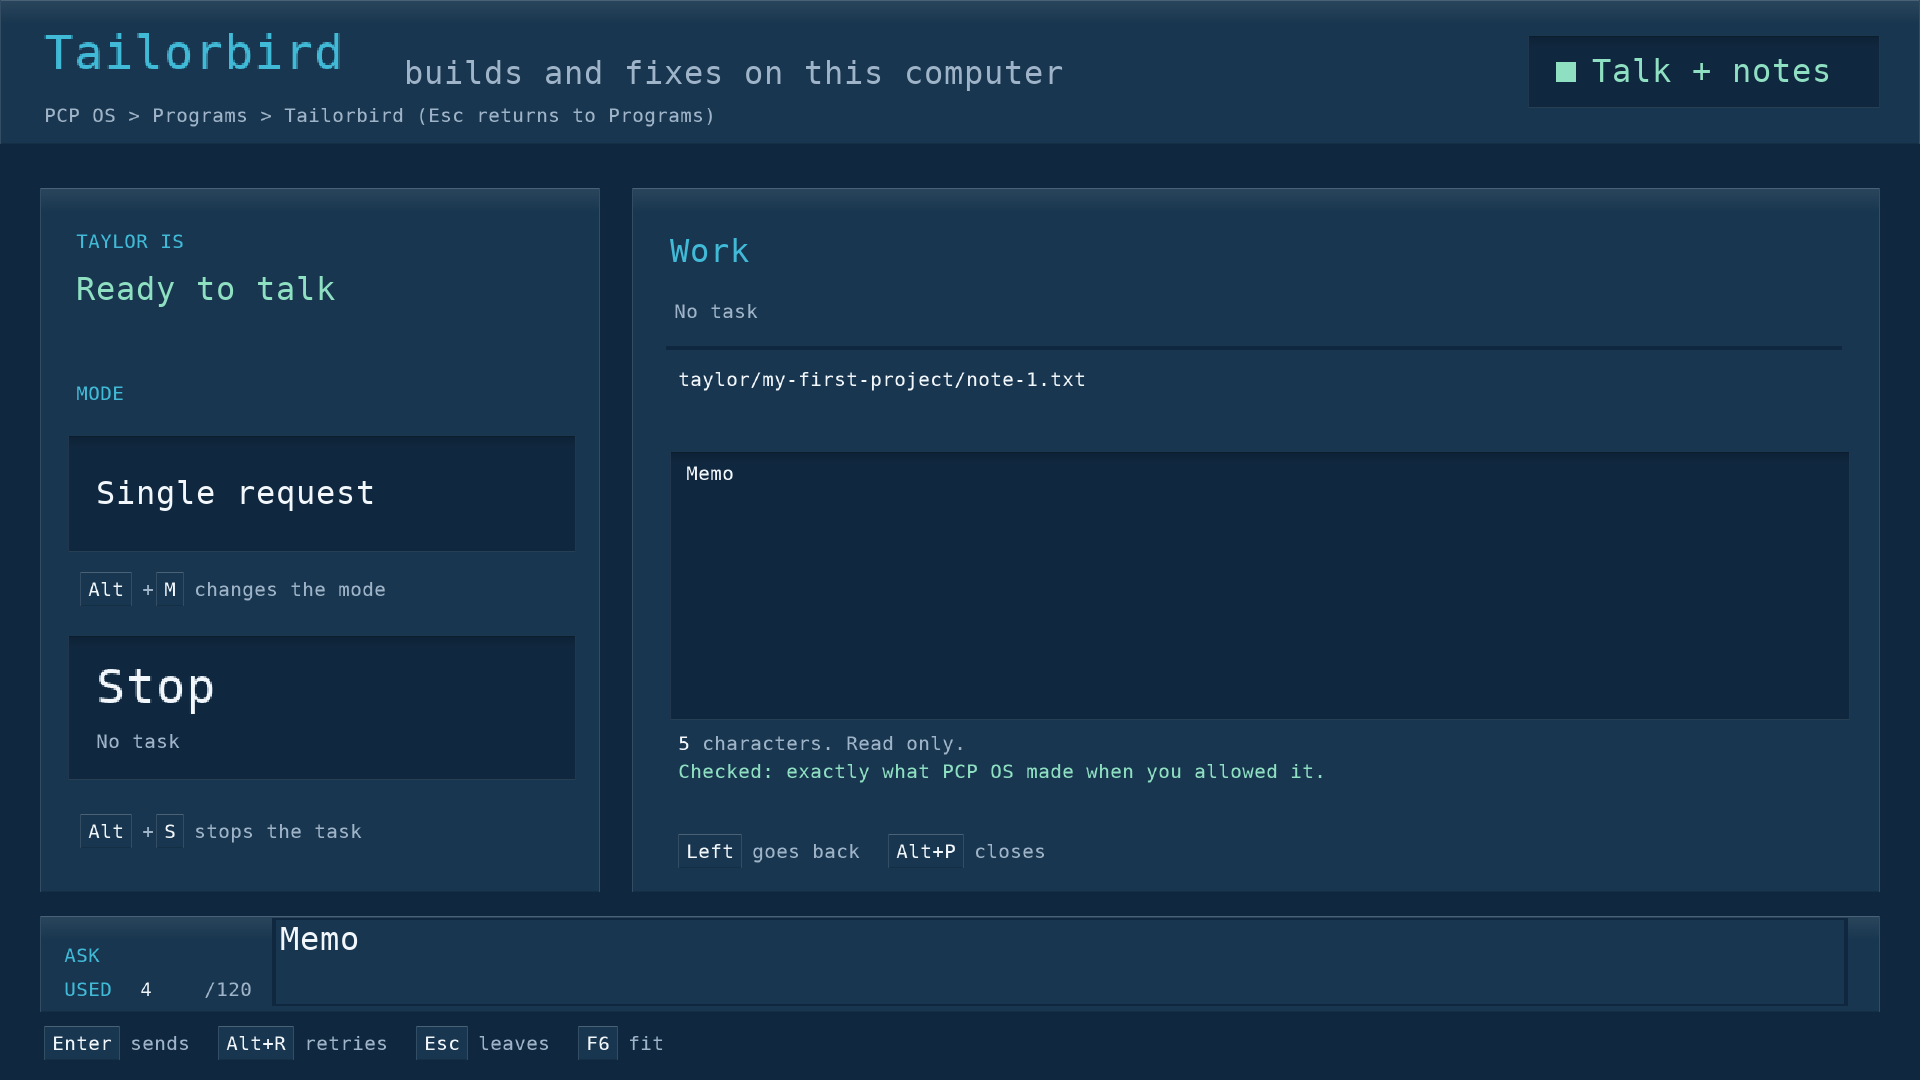 Tailorbird
builds and fixes on this computer
Talk + notes
PCP OS > Programs > Tailorbird (Esc returns to Programs)
TAYLOR IS
Ready to talk
MODE
Single request
Alt + M changes the mode
Stop
No task
Alt + S stops the task
Work
No task
taylor/my-first-project/note-1.txt
Memo
5 characters. Read only.
Checked: exactly what PCP OS made when you allowed it.
Left goes back Alt+P closes
ASK
Memo
USED 4 /120
Enter sends Alt+R retries Esc leaves F6 fit